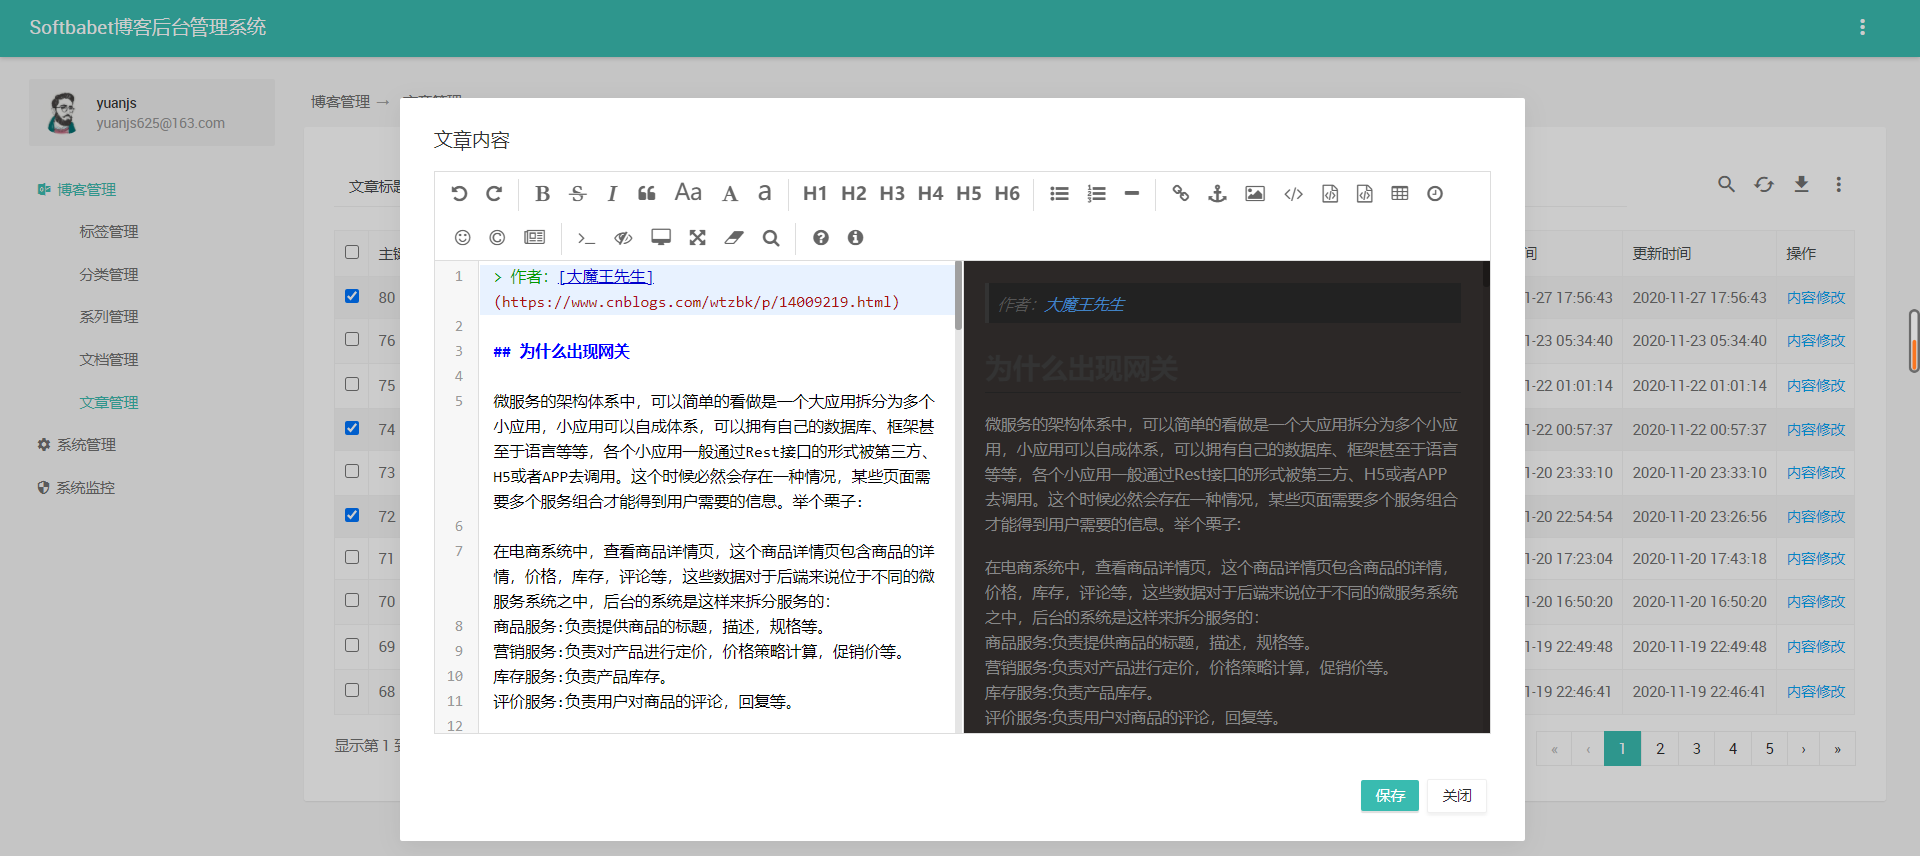 Softbabet博客后台管理系统
yuanjs
yuanjs625@163.com
博客管理
标签管理
分类管理
系列管理
文档管理
文章管理
系统管理
系统监控
博客管理 → 文章管理
文章标题
主键
80
76
75
74
73
72
71
70
69
68
显示第 1 到
文章内容
B S I Aa A a H1 H2 H3 H4 H5 H6
1 > 作者：[大魔王先生]
(https://www.cnblogs.com/wtzbk/p/14009219.html)
2
3 ## 为什么出现网关
4
5 微服务的架构体系中，可以简单的看做是一个大应用拆分为多个
小应用，小应用可以自成体系，可以拥有自己的数据库、框架甚
至于语言等等，各个小应用一般通过Rest接口的形式被第三方、
H5或者APP去调用。这个时候必然会存在一种情况，某些页面需
要多个服务组合才能得到用户需要的信息。举个栗子：
6
7 在电商系统中，查看商品详情页，这个商品详情页包含商品的详
情，价格，库存，评论等，这些数据对于后端来说位于不同的微
服务系统之中，后台的系统是这样来拆分服务的：
8 商品服务:负责提供商品的标题，描述，规格等。
9 营销服务:负责对产品进行定价，价格策略计算，促销价等。
10 库存服务:负责产品库存。
11 评价服务:负责用户对商品的评论，回复等。
12
作者：大魔王先生
为什么出现网关
微服务的架构体系中，可以简单的看做是一个大应用拆分为多个小应
用，小应用可以自成体系，可以拥有自己的数据库、框架甚至于语言
等等，各个小应用一般通过Rest接口的形式被第三方、H5或者APP
去调用。这个时候必然会存在一种情况，某些页面需要多个服务组合
才能得到用户需要的信息。举个栗子:
在电商系统中，查看商品详情页，这个商品详情页包含商品的详情，
价格，库存，评论等，这些数据对于后端来说位于不同的微服务系统
之中，后台的系统是这样来拆分服务的：
商品服务:负责提供商品的标题，描述，规格等。
营销服务:负责对产品进行定价，价格策略计算，促销价等。
库存服务:负责产品库存。
评价服务:负责用户对商品的评论，回复等。
保存 关闭
间 更新时间 操作
1-27 17:56:43 2020-11-27 17:56:43 内容修改
1-23 05:34:40 2020-11-23 05:34:40 内容修改
1-22 01:01:14 2020-11-22 01:01:14 内容修改
1-22 00:57:37 2020-11-22 00:57:37 内容修改
1-20 23:33:10 2020-11-20 23:33:10 内容修改
1-20 22:54:54 2020-11-20 23:26:56 内容修改
1-20 17:23:04 2020-11-20 17:43:18 内容修改
1-20 16:50:20 2020-11-20 16:50:20 内容修改
1-19 22:49:48 2020-11-19 22:49:48 内容修改
1-19 22:46:41 2020-11-19 22:46:41 内容修改
« ‹ 1 2 3 4 5 › »